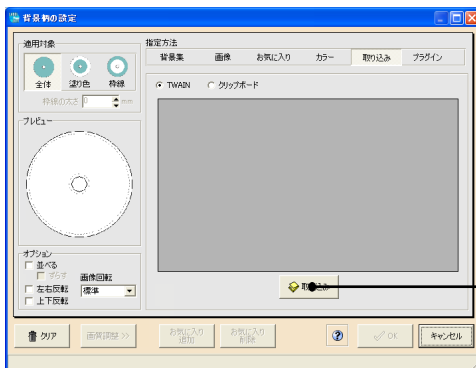 背景柄の設定
適用対象
全体 塗り色 枠線
枠線の太さ 0 mm
プレビュー
オプション
並べる
ずらす 画像回転
左右反転 標準
上下反転
指定方法
背景集 画像 お気に入り カラー 取り込み プラグイン
TWAIN クリップボード
取り込み
クリア 画質調整 >> お気に入り追加 お気に入り削除 ? OK キャンセル